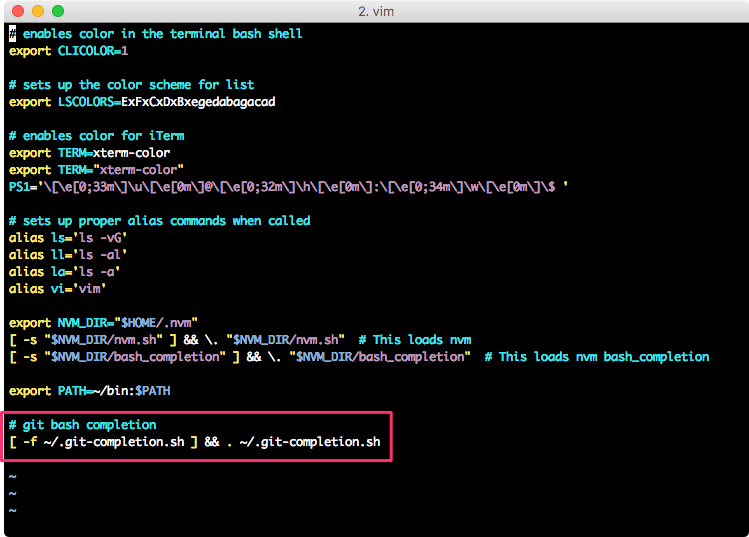 2. vim
# enables color in the terminal bash shell
export CLICOLOR=1
# sets up the color scheme for list
export LSCOLORS=ExFxCxDxBxegedabagacad
# enables color for iTerm
export TERM=xterm-color
export TERM="xterm-color"
PS1='\[\e[0;33m\]\u\[\e[0m\]@\[\e[0;32m\]\h\[\e[0m\]:\[\e[0;34m\]\w\[\e[0m\]\$ '
# sets up proper alias commands when called
alias ls='ls -vG'
alias ll='ls -al'
alias la='ls -a'
alias vi='vim'
export NVM_DIR="$HOME/.nvm"
[ -s "$NVM_DIR/nvm.sh" ] && \. "$NVM_DIR/nvm.sh"  # This loads nvm
[ -s "$NVM_DIR/bash_completion" ] && \. "$NVM_DIR/bash_completion"  # This loads nvm bash_completion
export PATH=~/bin:$PATH
# git bash completion
[ -f ~/.git-completion.sh ] && . ~/.git-completion.sh
~
~
~